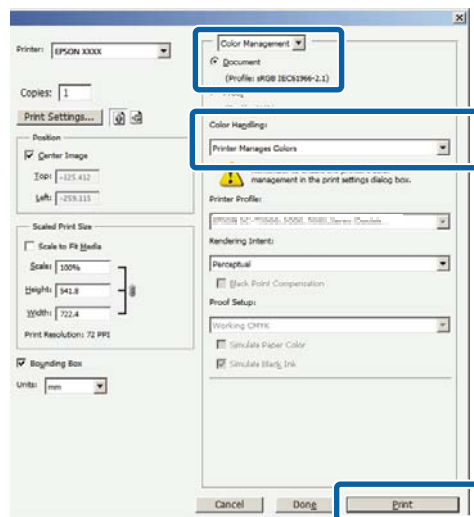 Printer: EPSON XXXX
Copies: 1
Print Settings...
Position
Center Image
Top: -125.412
Left: -259.115
Scaled Print Size
Scale to Fit Media
Scale: 100%
Height: 541.8
Width: 722.4
Print Resolution: 72 PPI
Bounding Box
Units: mm
Color Management
Document
(Profile: sRGB IEC61966-2.1)
Color Handling:
Printer Manages Colors
management in the print settings dialog box.
Printer Profile:
Rendering Intent:
Perceptual
Black Point Compensation
Proof Setup:
Working CMYK
Simulate Paper Color
Simulate Black Ink
Cancel
Done
Print